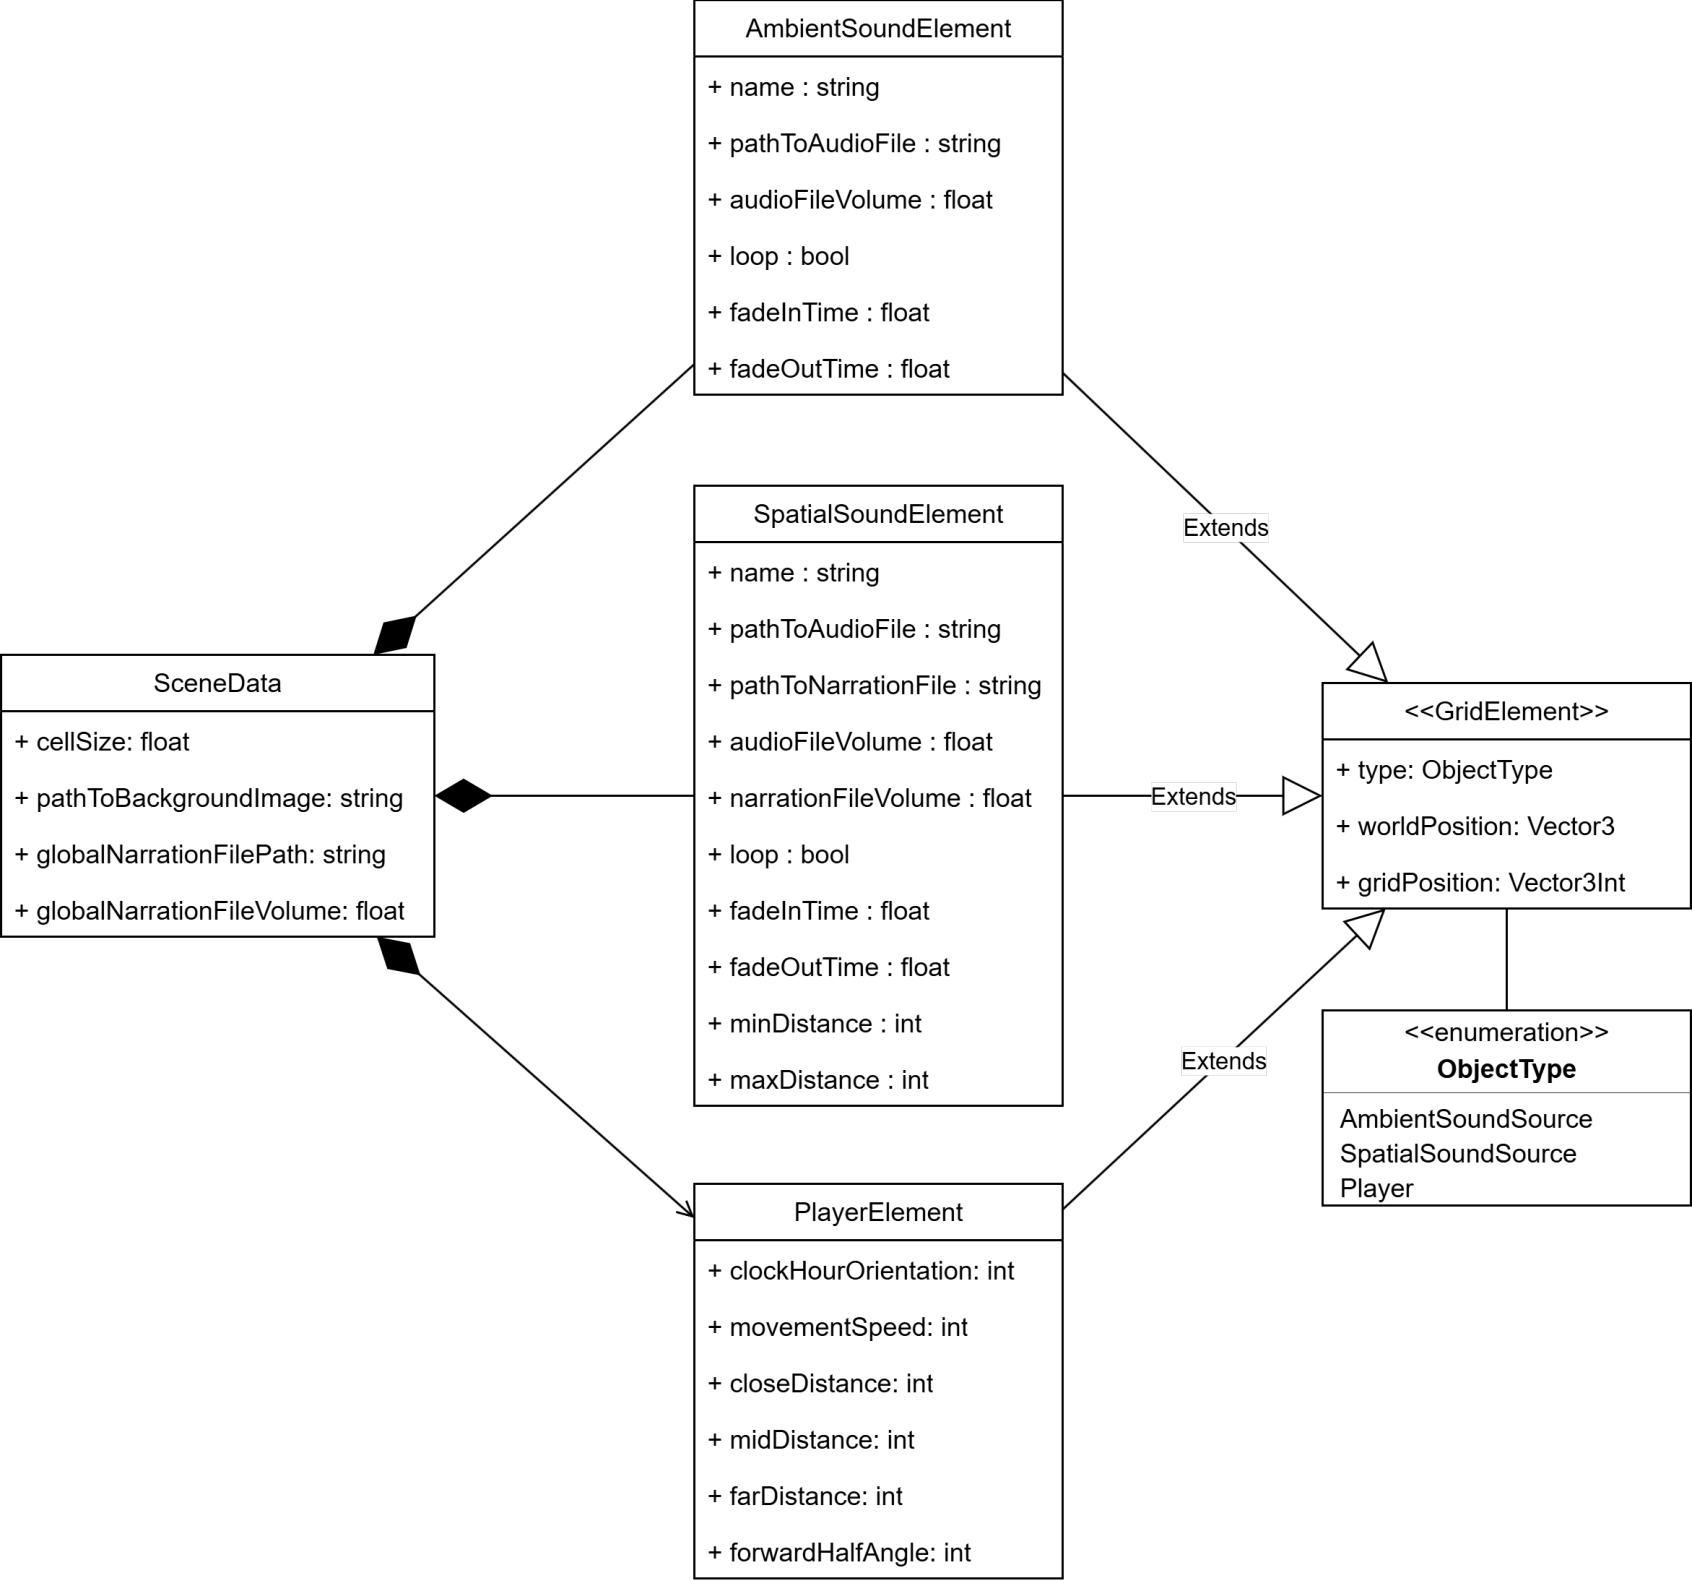 AmbientSoundElement
+ name : string
+ pathToAudioFile : string
+ audioFileVolume : float
+ loop : bool
+ fadeInTime : float
+ fadeOutTime : float
Extends
SpatialSoundElement
+ name : string
+ pathToAudioFile : string
+ pathToNarrationFile : string
+ audioFileVolume : float
+ narrationFileVolume : float
+ loop : bool
+ fadeInTime : float
+ fadeOutTime : float
+ minDistance : int
+ maxDistance : int
Extends
SceneData
+ cellSize: float
+ pathToBackgroundImage: string
+ globalNarrationFilePath: string
+ globalNarrationFileVolume: float
<<GridElement>>
+ type: ObjectType
+ worldPosition: Vector3
+ gridPosition: Vector3Int
Extends
<<enumeration>>
ObjectType
AmbientSoundSource
SpatialSoundSource
Player
PlayerElement
+ clockHourOrientation: int
+ movementSpeed: int
+ closeDistance: int
+ midDistance: int
+ farDistance: int
+ forwardHalfAngle: int